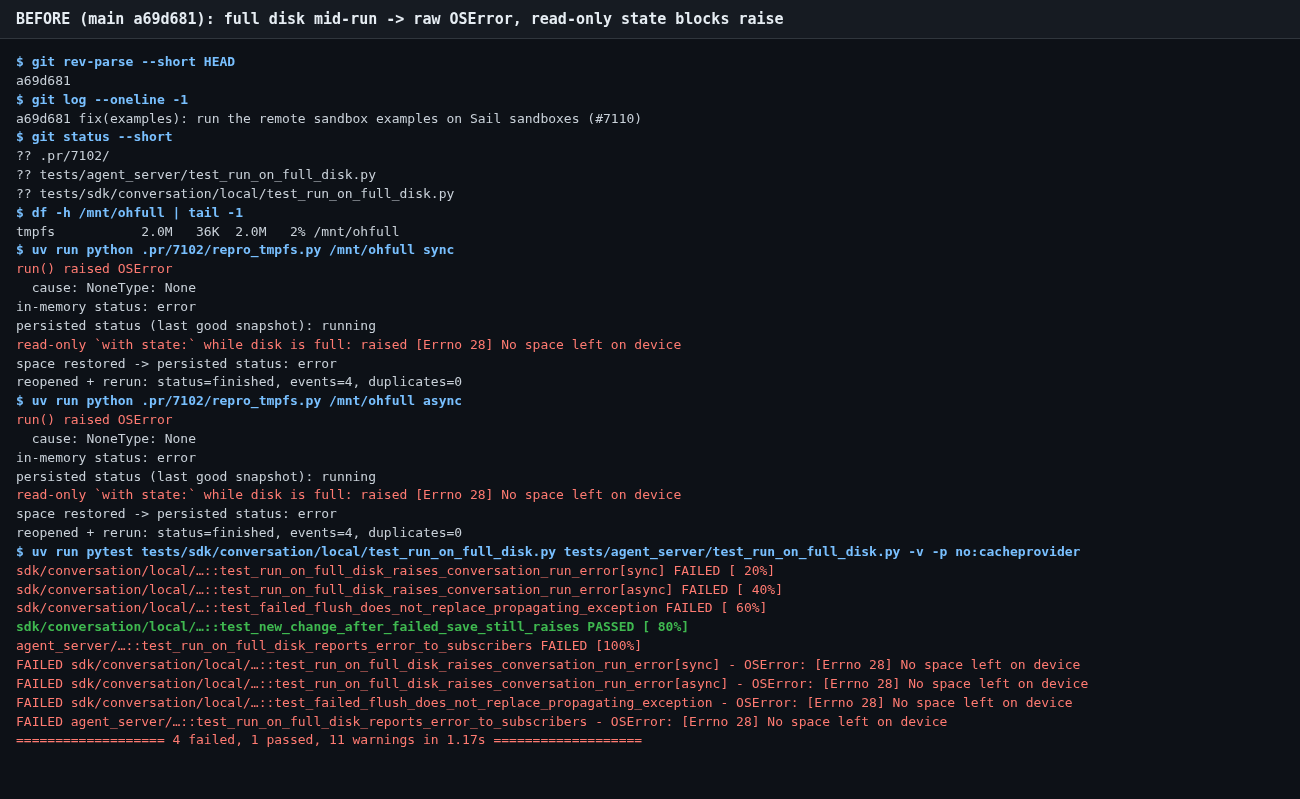 BEFORE (main a69d681): full disk mid-run -> raw OSError, read-only state blocks raise
$ git rev-parse --short HEAD
a69d681
$ git log --oneline -1
a69d681 fix(examples): run the remote sandbox examples on Sail sandboxes (#7110)
$ git status --short
?? .pr/7102/
?? tests/agent_server/test_run_on_full_disk.py
?? tests/sdk/conversation/local/test_run_on_full_disk.py
$ df -h /mnt/ohfull | tail -1
tmpfs           2.0M   36K  2.0M   2% /mnt/ohfull
$ uv run python .pr/7102/repro_tmpfs.py /mnt/ohfull sync
run() raised OSError
  cause: NoneType: None
in-memory status: error
persisted status (last good snapshot): running
read-only `with state:` while disk is full: raised [Errno 28] No space left on device
space restored -> persisted status: error
reopened + rerun: status=finished, events=4, duplicates=0
$ uv run python .pr/7102/repro_tmpfs.py /mnt/ohfull async
run() raised OSError
  cause: NoneType: None
in-memory status: error
persisted status (last good snapshot): running
read-only `with state:` while disk is full: raised [Errno 28] No space left on device
space restored -> persisted status: error
reopened + rerun: status=finished, events=4, duplicates=0
$ uv run pytest tests/sdk/conversation/local/test_run_on_full_disk.py tests/agent_server/test_run_on_full_disk.py -v -p no:cacheprovider
sdk/conversation/local/…::test_run_on_full_disk_raises_conversation_run_error[sync] FAILED [ 20%]
sdk/conversation/local/…::test_run_on_full_disk_raises_conversation_run_error[async] FAILED [ 40%]
sdk/conversation/local/…::test_failed_flush_does_not_replace_propagating_exception FAILED [ 60%]
sdk/conversation/local/…::test_new_change_after_failed_save_still_raises PASSED [ 80%]
agent_server/…::test_run_on_full_disk_reports_error_to_subscribers FAILED [100%]
FAILED sdk/conversation/local/…::test_run_on_full_disk_raises_conversation_run_error[sync] - OSError: [Errno 28] No space left on device
FAILED sdk/conversation/local/…::test_run_on_full_disk_raises_conversation_run_error[async] - OSError: [Errno 28] No space left on device
FAILED sdk/conversation/local/…::test_failed_flush_does_not_replace_propagating_exception - OSError: [Errno 28] No space left on device
FAILED agent_server/…::test_run_on_full_disk_reports_error_to_subscribers - OSError: [Errno 28] No space left on device
=================== 4 failed, 1 passed, 11 warnings in 1.17s ===================